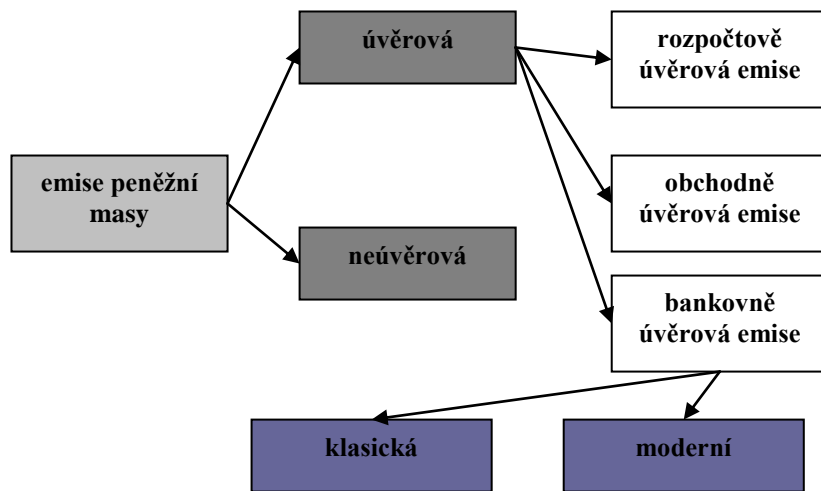 úvěrová
rozpočtově
úvěrová emise
emise peněžní
masy
obchodně
úvěrová emise
neúvěrová
bankovně
úvěrová emise
klasická
moderní